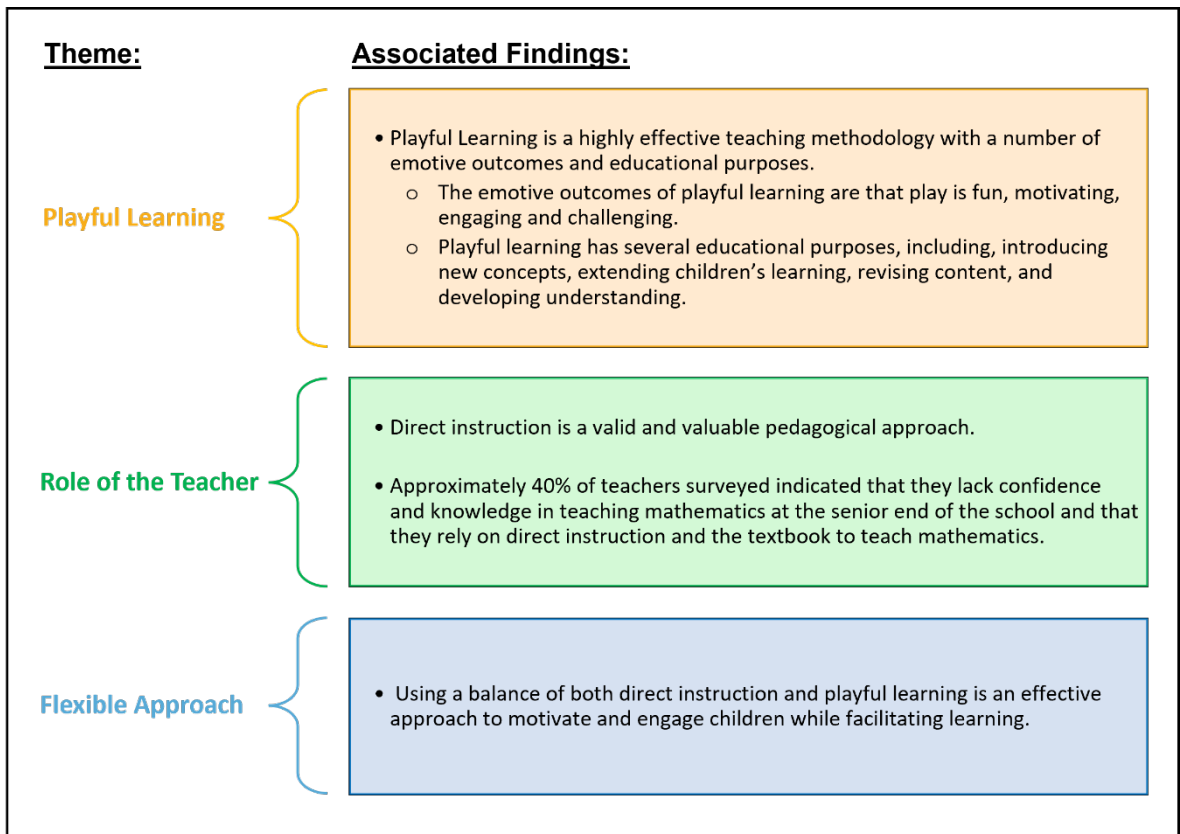 Theme:
Associated Findings:
Playful Learning
• Playful Learning is a highly effective teaching methodology with a number of
emotive outcomes and educational purposes.
o The emotive outcomes of playful learning are that play is fun, motivating,
engaging and challenging.
o Playful learning has several educational purposes, including, introducing
new concepts, extending children’s learning, revising content, and
developing understanding.
Role of the Teacher
• Direct instruction is a valid and valuable pedagogical approach.
• Approximately 40% of teachers surveyed indicated that they lack confidence
and knowledge in teaching mathematics at the senior end of the school and that
they rely on direct instruction and the textbook to teach mathematics.
Flexible Approach
• Using a balance of both direct instruction and playful learning is an effective
approach to motivate and engage children while facilitating learning.